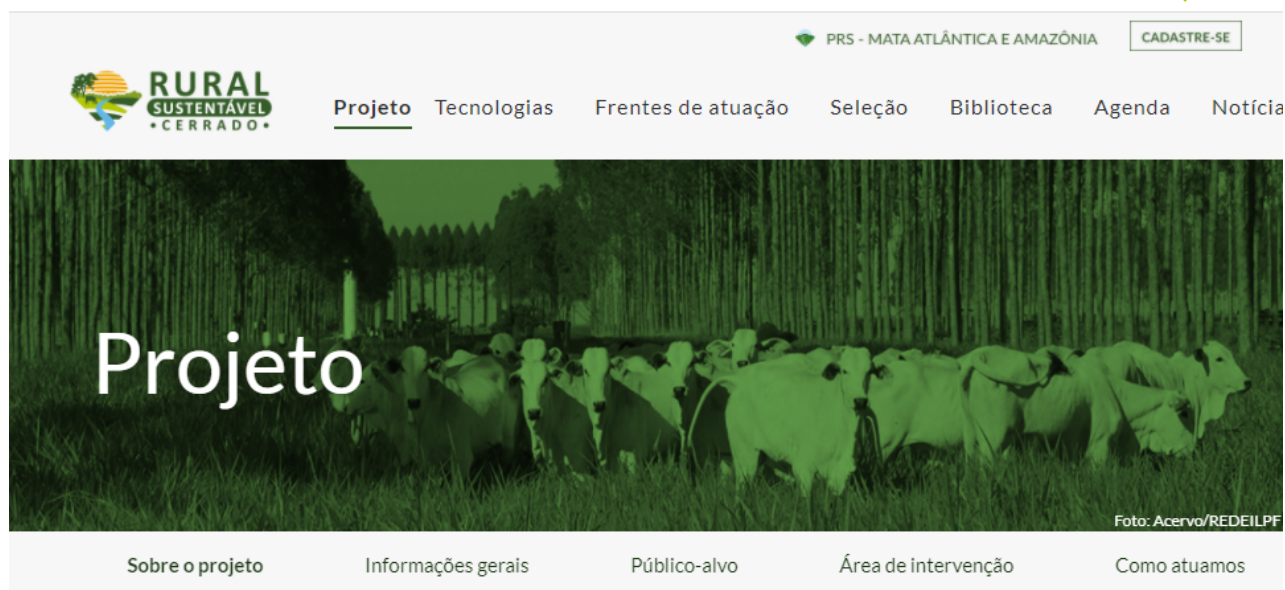 PRS - MATA ATLÂNTICA E AMAZÔNIA CADASTRE-SE
RURAL
SUSTENTÁVEL
•CERRADO•
Projeto Tecnologias Frentes de atuação Seleção Biblioteca Agenda Notícia
Projeto
Foto: Acervo/REDEILPF
Sobre o projeto Informações gerais Público-alvo Área de intervenção Como atuamos